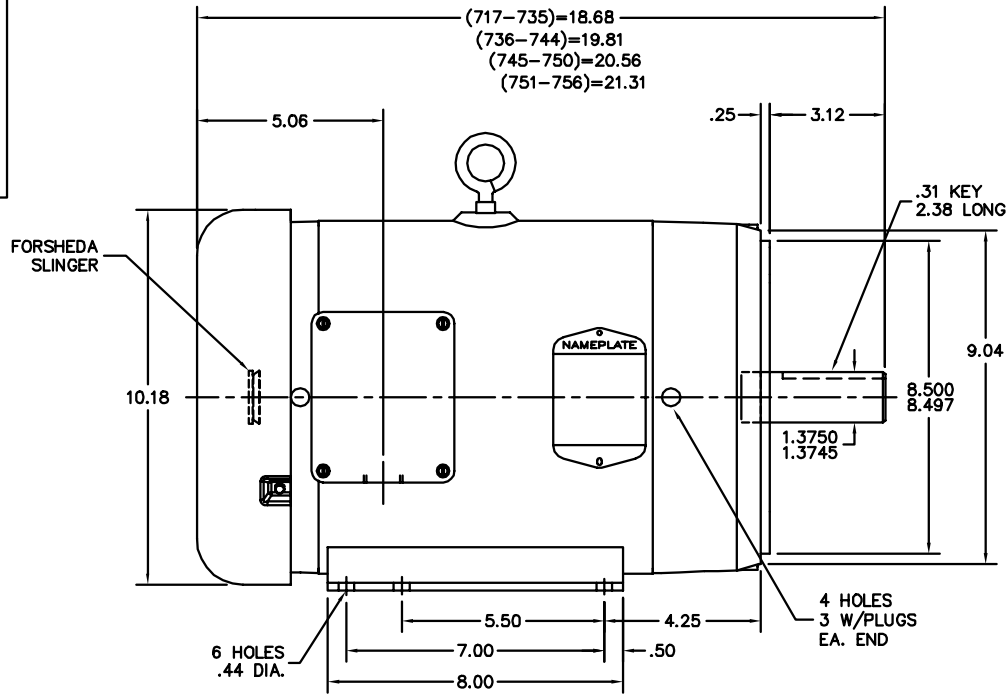 (717-735)=18.68
(736-744)=19.81
(745-750)=20.56
(751-756)=21.31
5.06
.25
3.12
.31 KEY
2.38 LONG
FORSHEDA
SLINGER
NAMEPLATE
9.04
10.18
8.500
8.497
1.3750
1.3745
4 HOLES
3 W/PLUGS
EA. END
5.50
4.25
6 HOLES
.44 DIA.
7.00
.50
8.00